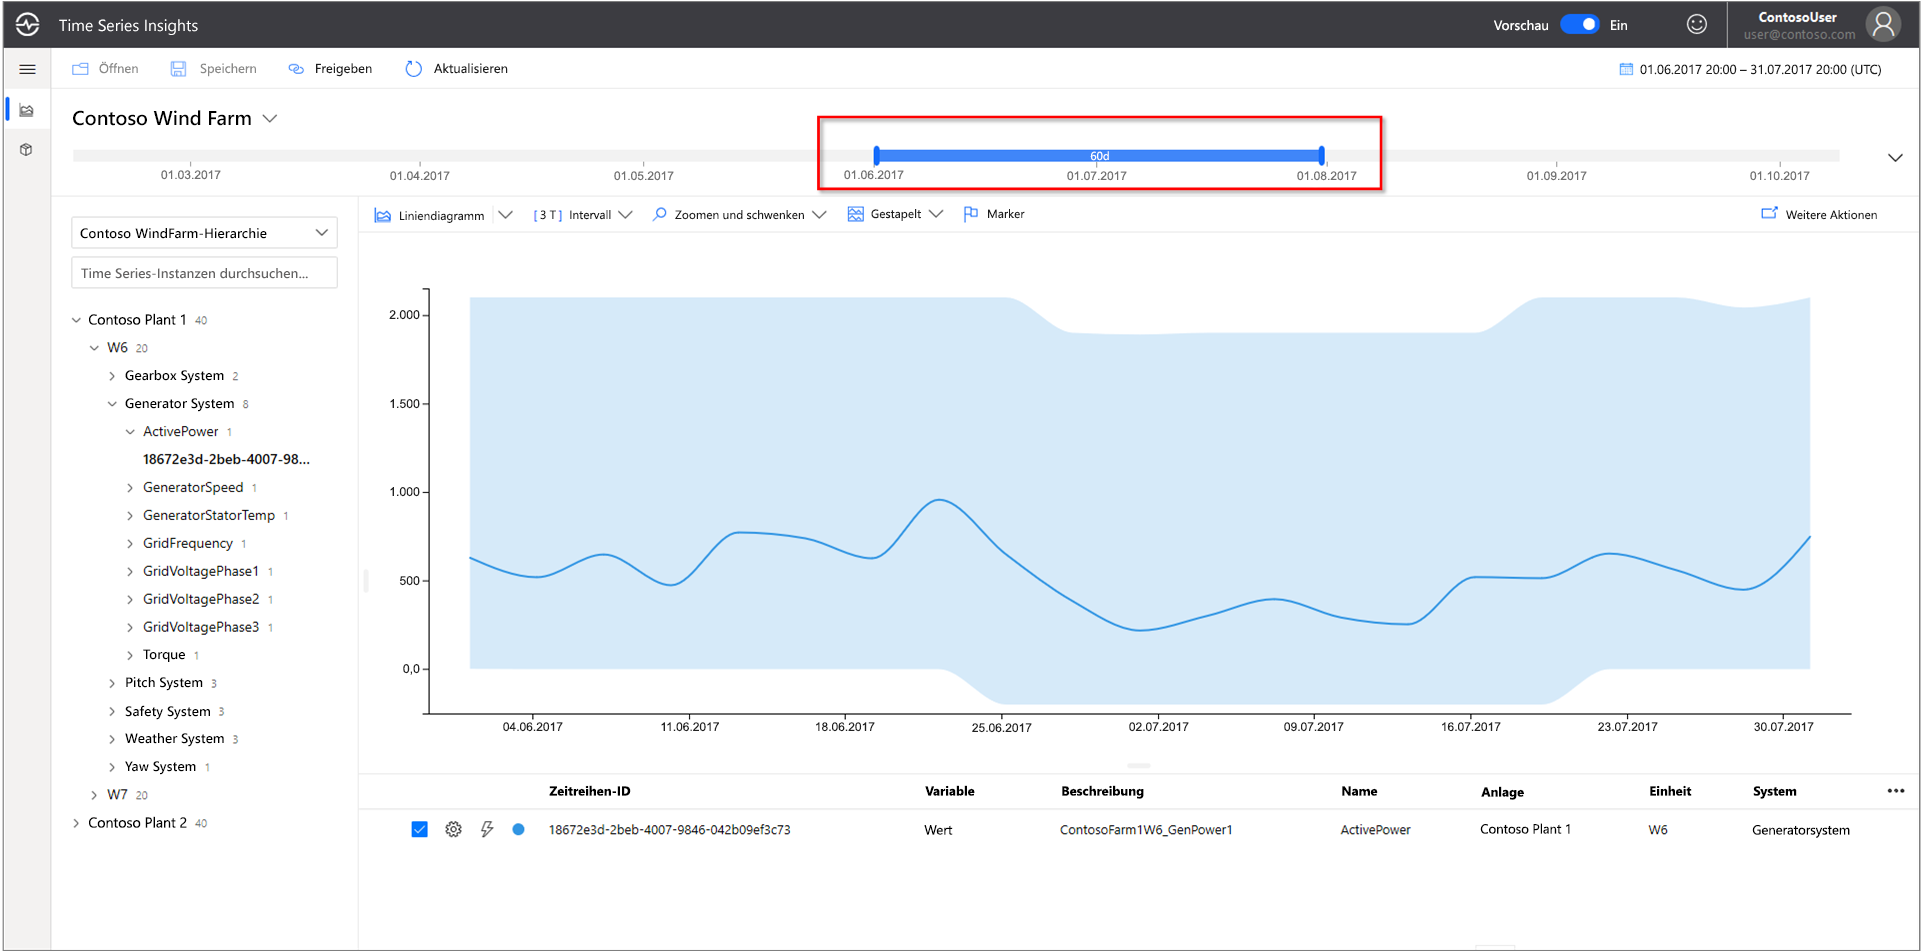 Time Series Insights
Vorschau Ein
ContosoUser
user@contoso.com
Öffnen Speichern Freigeben Aktualisieren
01.06.2017 20:00 – 31.07.2017 20:00 (UTC)
Contoso Wind Farm
60d
01.03.2017 01.04.2017 01.05.2017 01.06.2017 01.07.2017 01.08.2017 01.09.2017 01.10.2017
Contoso WindFarm-Hierarchie
Time Series-Instanzen durchsuchen...
Contoso Plant 1 40
W6 20
Gearbox System 2
Generator System 8
ActivePower 1
18672e3d-2beb-4007-98...
GeneratorSpeed 1
GeneratorStatorTemp 1
GridFrequency 1
GridVoltagePhase1 1
GridVoltagePhase2 1
GridVoltagePhase3 1
Torque 1
Pitch System 3
Safety System 3
Weather System 3
Yaw System 1
W7 20
Contoso Plant 2 40
Liniendiagramm [ 3 T ] Intervall Zoomen und schwenken Gestapelt Marker Weitere Aktionen
2.000
1.500
1.000
500
0,0
04.06.2017 11.06.2017 18.06.2017 25.06.2017 02.07.2017 09.07.2017 16.07.2017 23.07.2017 30.07.2017
Zeitreihen-ID Variable Beschreibung Name Anlage Einheit System
18672e3d-2beb-4007-9846-042b09ef3c73 Wert ContosoFarm1W6_GenPower1 ActivePower Contoso Plant 1 W6 Generatorsystem